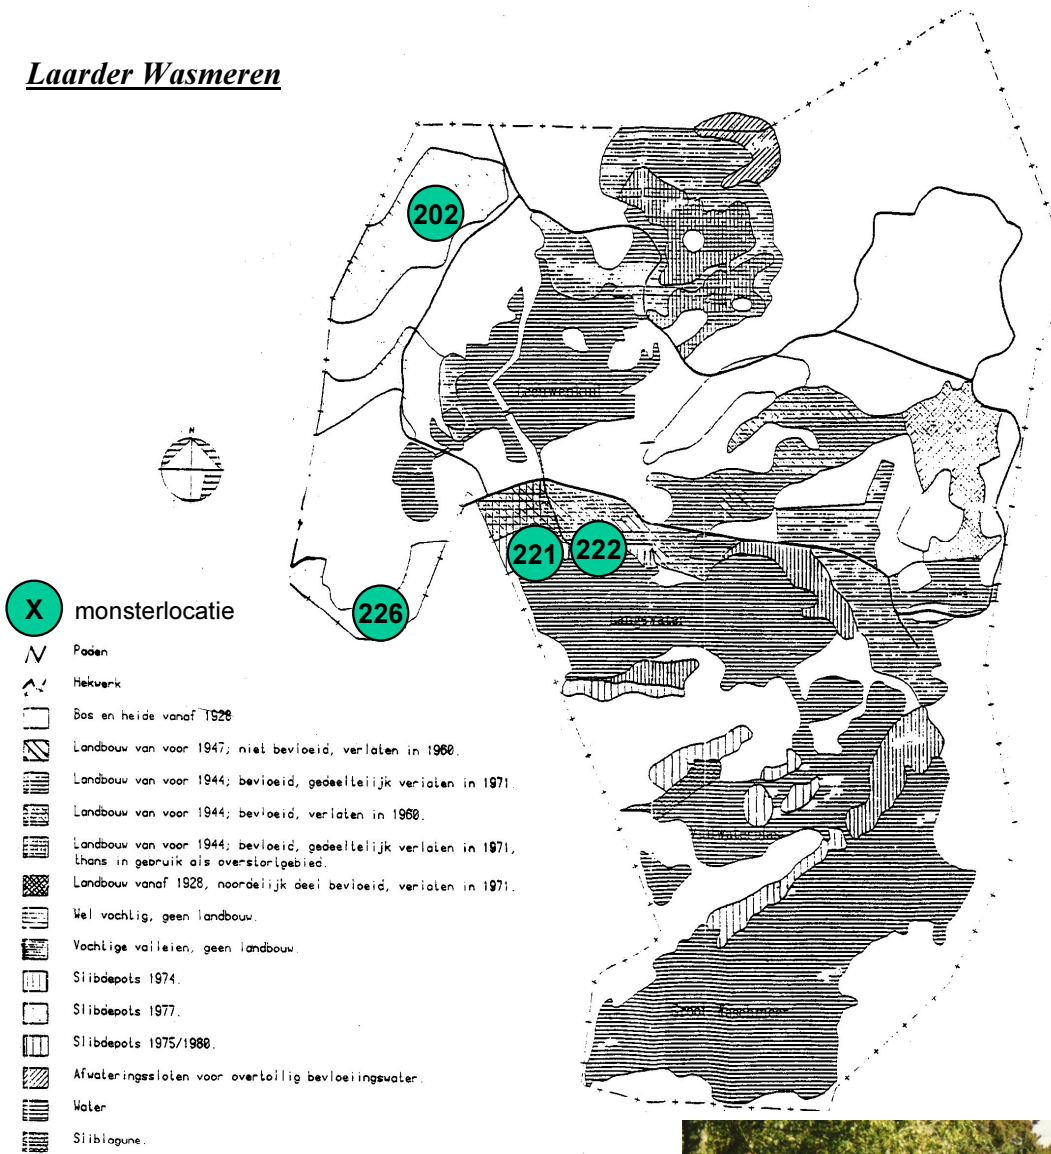 Laarder Wasmeren
N
202
Leeuwenkuil
221
222
226
X monsterlocatie
Langewater
Paden
Hekwerk
Bos en heide vanaf 1928
Landbouw van voor 1947; niet bevloeid, verlaten in 1960.
Landbouw van voor 1944; bevloeid, gedeeltelijk verlaten in 1971.
Landbouw van voor 1944; bevloeid, verlaten in 1960.
Landbouw van voor 1944; bevloeid, gedeeltelijk verlaten in 1971,
thans in gebruik als overstortgebied.
Landbouw vanaf 1928, noordelijk deel bevloeid, verlaten in 1971.
Wel vochtig, geen landbouw.
Vochtige valleien, geen landbouw.
Slibdepots 1974.
Slibdepots 1977.
Slibdepots 1975/1980.
Afwateringssloten voor overtollig bevloeiingswater.
Water
Sliblagune.
Groot Waschmeer